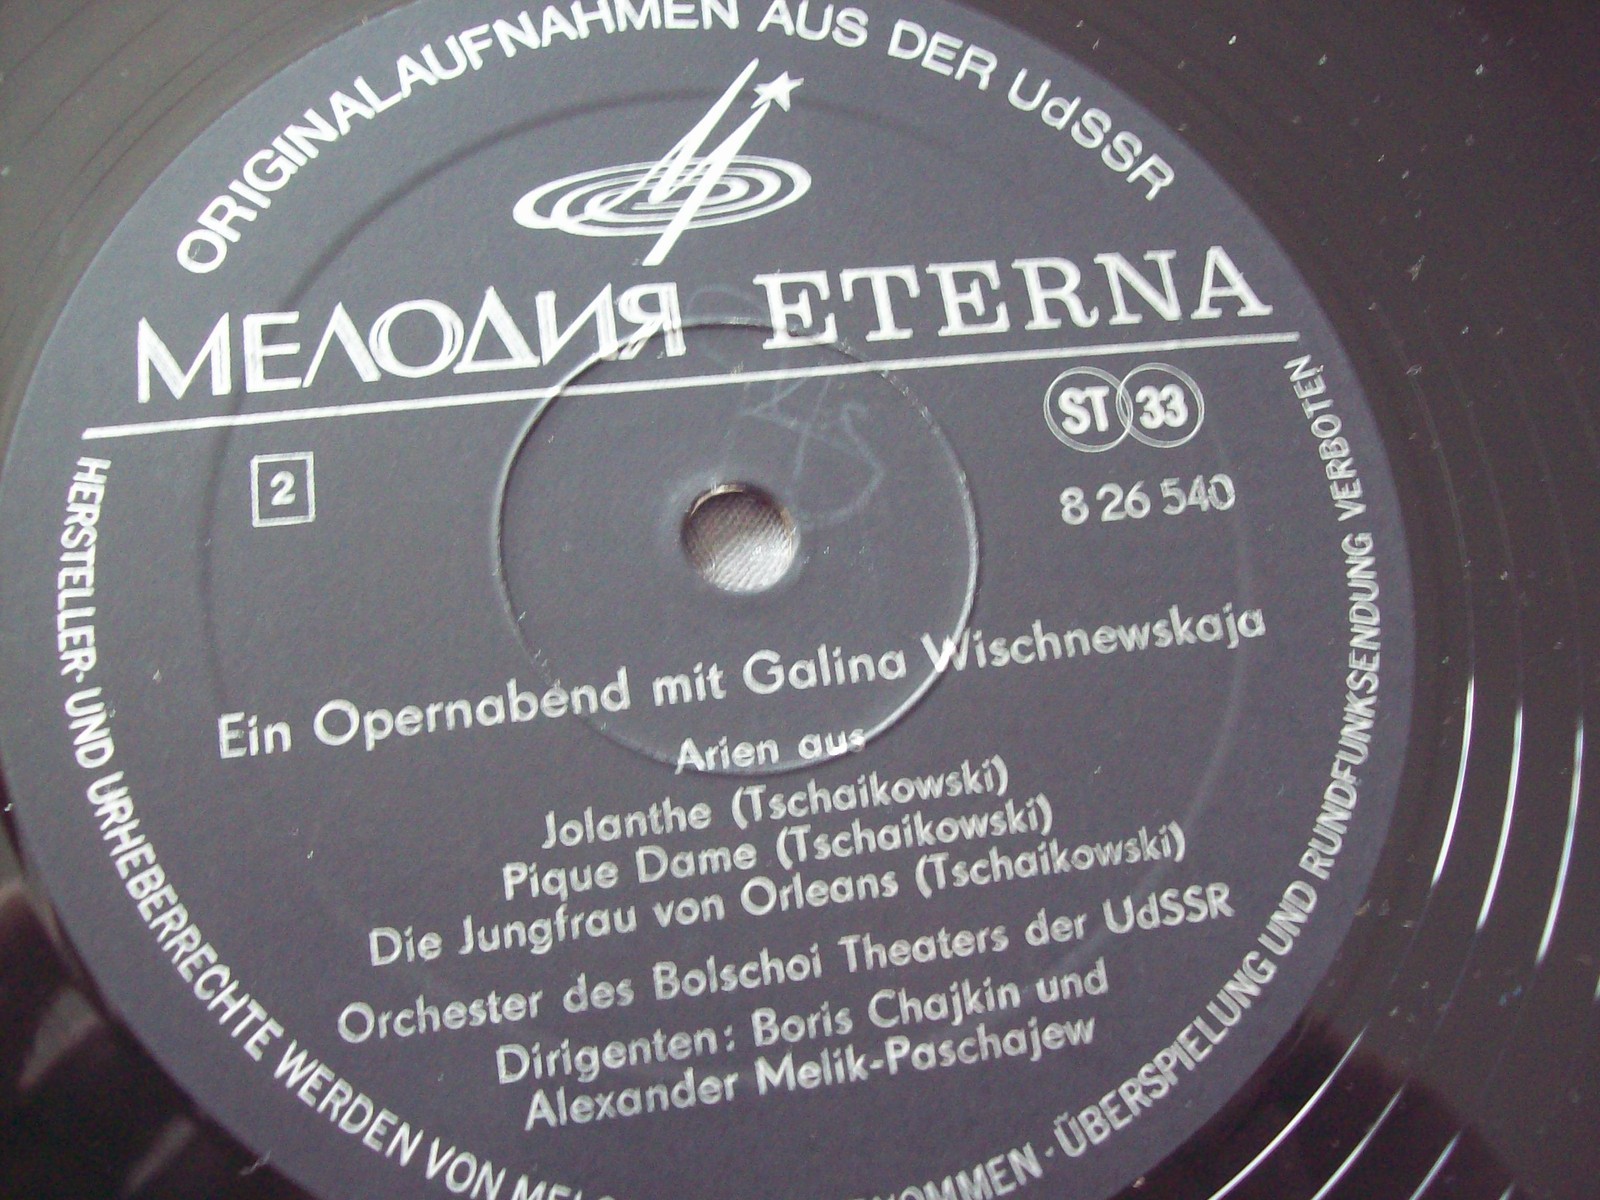 ORIGINALAUFNAHMEN AUS DER UdSSR
МЕЛОДИЯ ETERNA
ST 33
2
8 26 540
Ein Opernabend mit Galina Wischnewskaja
Arien aus
Jolanthe (Tschaikowski)
Pique Dame (Tschaikowski)
Die Jungfrau von Orleans (Tschaikowski)
Orchester des Bolschoi Theaters der UdSSR
Dirigenten: Boris Chajkin und
Alexander Melik-Paschajew
HERSTELLER- UND URHEBERRECHTE WERDEN VON
ÜBERSPIELUNG UND RUNDFUNKSENDUNG VERBOTEN